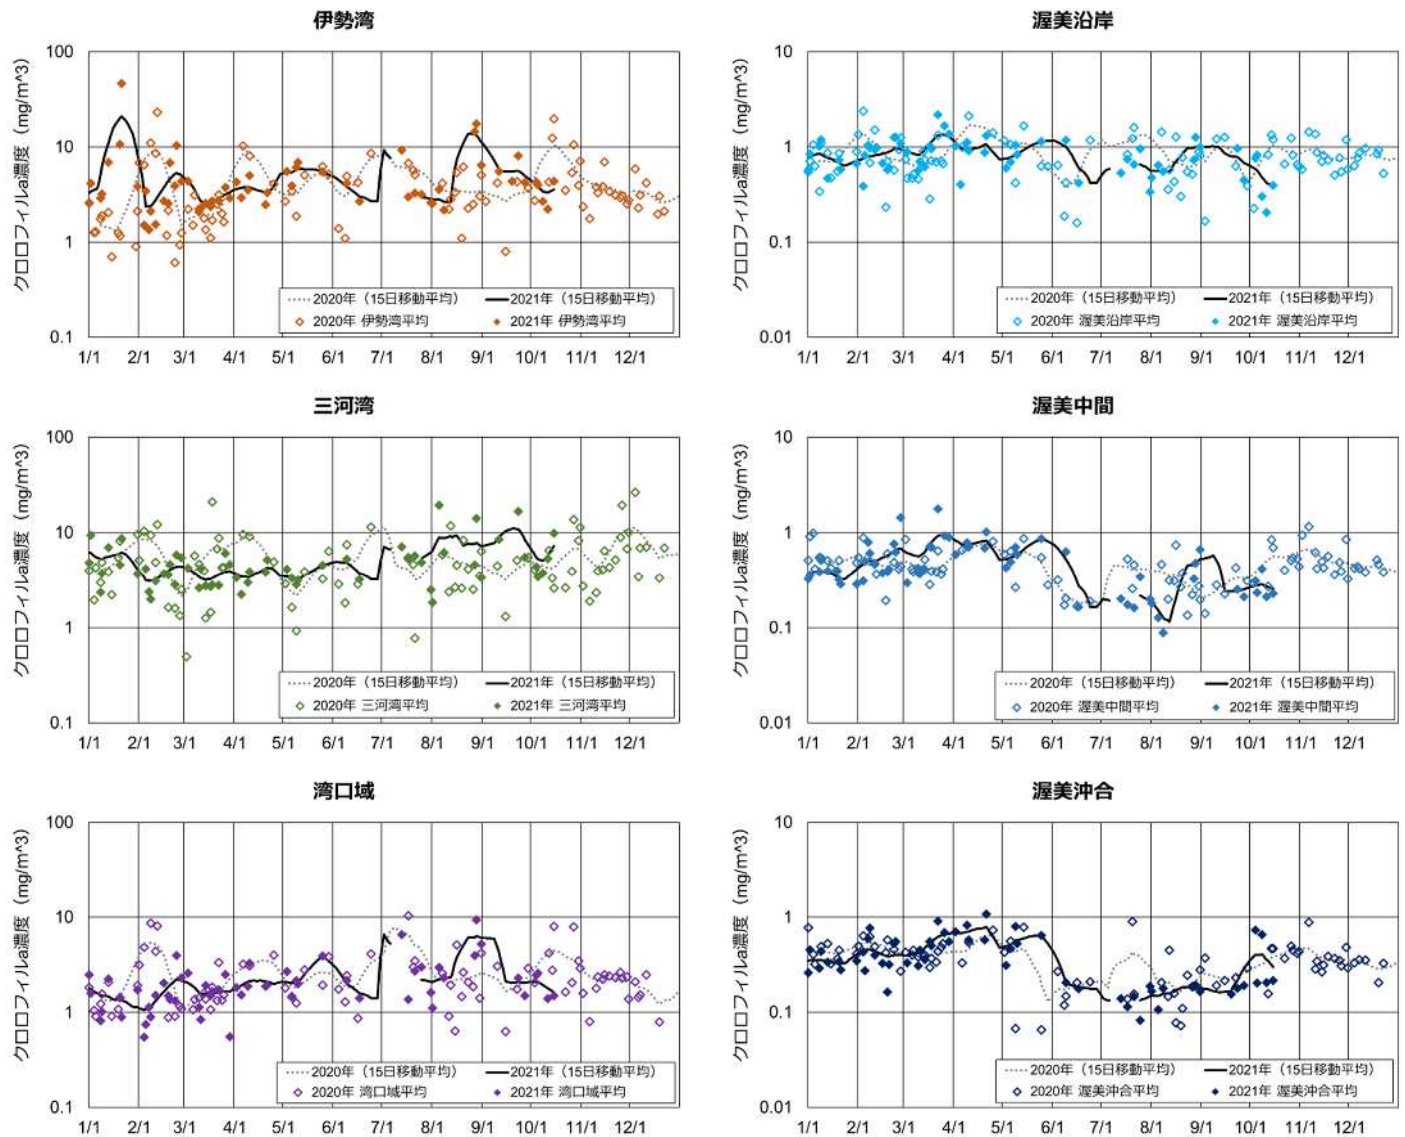 伊勢湾
クロロフィルa濃度（mg/m^3）
100
10
1
0.1
1/1 2/1 3/1 4/1 5/1 6/1 7/1 8/1 9/1 10/1 11/1 12/1
2020年（15日移動平均） 2021年（15日移動平均）
2020年 伊勢湾平均 2021年 伊勢湾平均
渥美沿岸
クロロフィルa濃度（mg/m^3）
10
1
0.1
0.01
1/1 2/1 3/1 4/1 5/1 6/1 7/1 8/1 9/1 10/1 11/1 12/1
2020年（15日移動平均） 2021年（15日移動平均）
2020年 渥美沿岸平均 2021年 渥美沿岸平均
三河湾
クロロフィルa濃度（mg/m^3）
100
10
1
0.1
1/1 2/1 3/1 4/1 5/1 6/1 7/1 8/1 9/1 10/1 11/1 12/1
2020年（15日移動平均） 2021年（15日移動平均）
2020年 三河湾平均 2021年 三河湾平均
渥美中間
クロロフィルa濃度（mg/m^3）
10
1
0.1
0.01
1/1 2/1 3/1 4/1 5/1 6/1 7/1 8/1 9/1 10/1 11/1 12/1
2020年（15日移動平均） 2021年（15日移動平均）
2020年 渥美中間平均 2021年 渥美中間平均
湾口域
クロロフィルa濃度（mg/m^3）
100
10
1
0.1
1/1 2/1 3/1 4/1 5/1 6/1 7/1 8/1 9/1 10/1 11/1 12/1
2020年（15日移動平均） 2021年（15日移動平均）
2020年 湾口域平均 2021年 湾口域平均
渥美沖合
クロロフィルa濃度（mg/m^3）
10
1
0.1
0.01
1/1 2/1 3/1 4/1 5/1 6/1 7/1 8/1 9/1 10/1 11/1 12/1
2020年（15日移動平均） 2021年（15日移動平均）
2020年 渥美沖合平均 2021年 渥美沖合平均